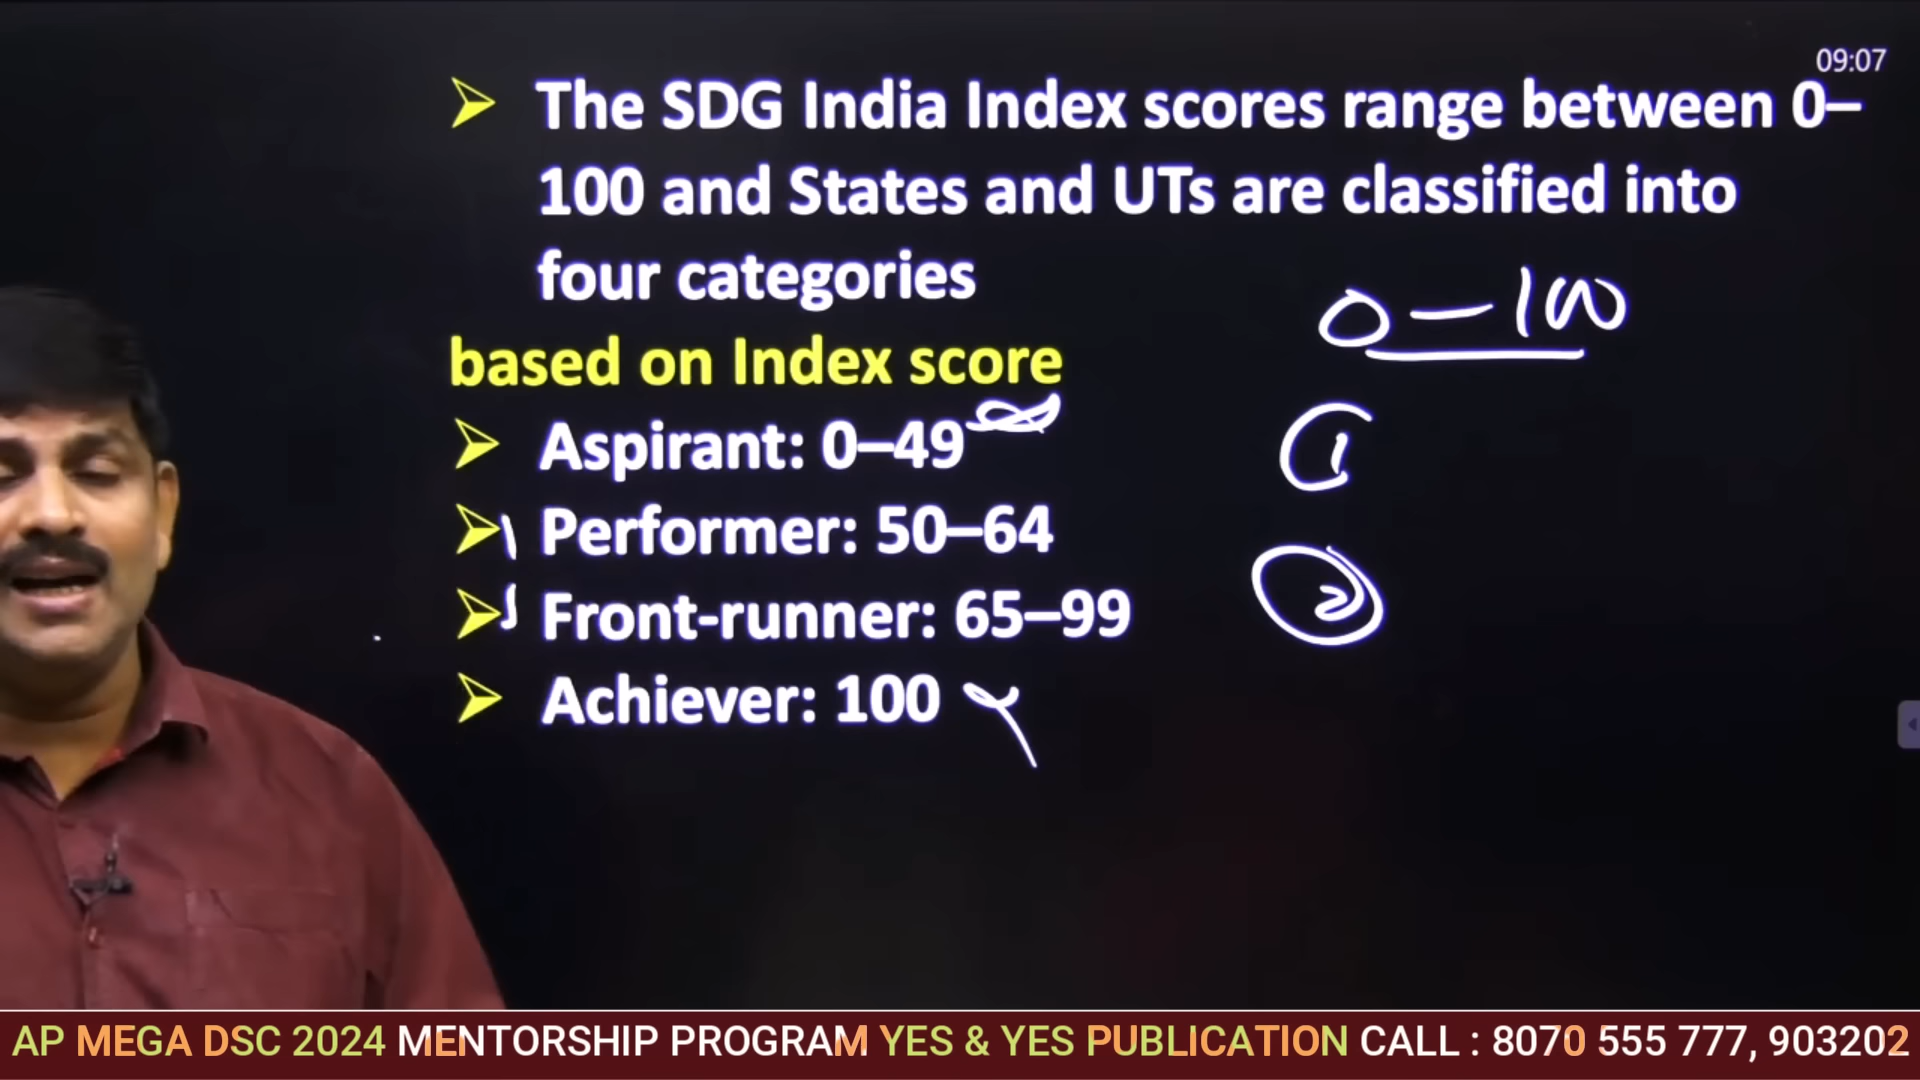 09:07
The SDG India Index scores range between 0–
100 and States and UTs are classified into
four categories
0 – 100
based on Index score
Aspirant: 0–49
1
Performer: 50–64
2
Front-runner: 65–99
Achiever: 100
AP MEGA DSC 2024 MENTORSHIP PROGRAM YES & YES PUBLICATION CALL : 8070 555 777, 903202